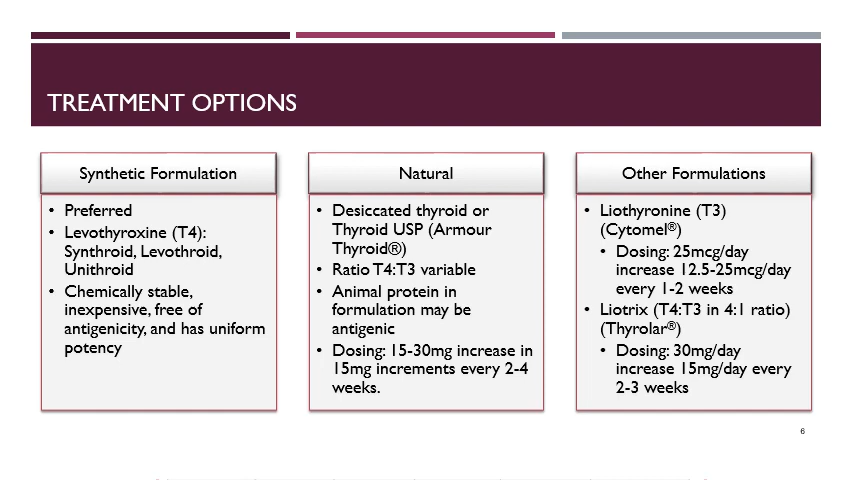 TREATMENT OPTIONS
Synthetic Formulation
• Preferred
• Levothyroxine (T4):
Synthroid, Levothroid,
Unithroid
• Chemically stable,
inexpensive, free of
antigenicity, and has uniform
potency
Natural
• Desiccated thyroid or
Thyroid USP (Armour
Thyroid®)
• Ratio T4:T3 variable
• Animal protein in
formulation may be
antigenic
• Dosing: 15-30mg increase in
15mg increments every 2-4
weeks.
Other Formulations
• Liothyronine (T3)
(Cytomel®)
• Dosing: 25mcg/day
increase 12.5-25mcg/day
every 1-2 weeks
• Liotrix (T4:T3 in 4:1 ratio)
(Thyrolar®)
• Dosing: 30mg/day
increase 15mg/day every
2-3 weeks
6